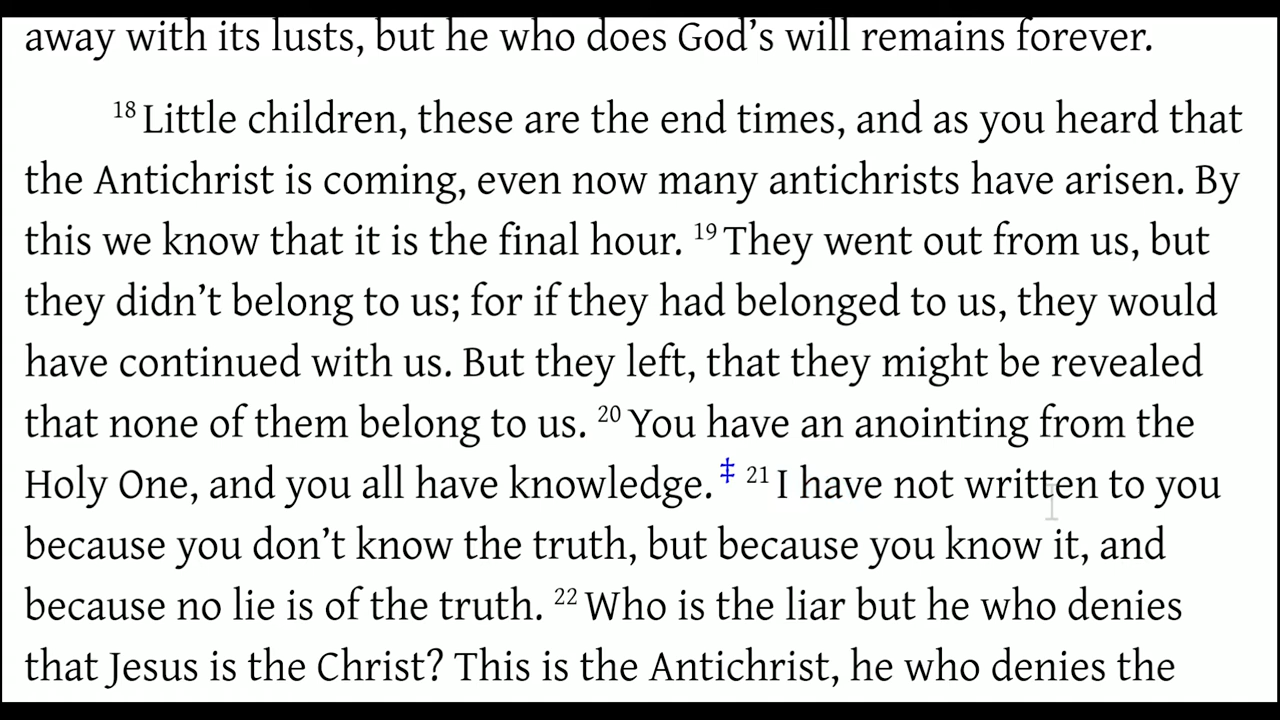 away with its lusts, but he who does God’s will remains forever.
18 Little children, these are the end times, and as you heard that
the Antichrist is coming, even now many antichrists have arisen. By
this we know that it is the final hour. 19 They went out from us, but
they didn’t belong to us; for if they had belonged to us, they would
have continued with us. But they left, that they might be revealed
that none of them belong to us. 20 You have an anointing from the
Holy One, and you all have knowledge. ‡ 21 I have not written to you
because you don’t know the truth, but because you know it, and
because no lie is of the truth. 22 Who is the liar but he who denies
that Jesus is the Christ? This is the Antichrist, he who denies the